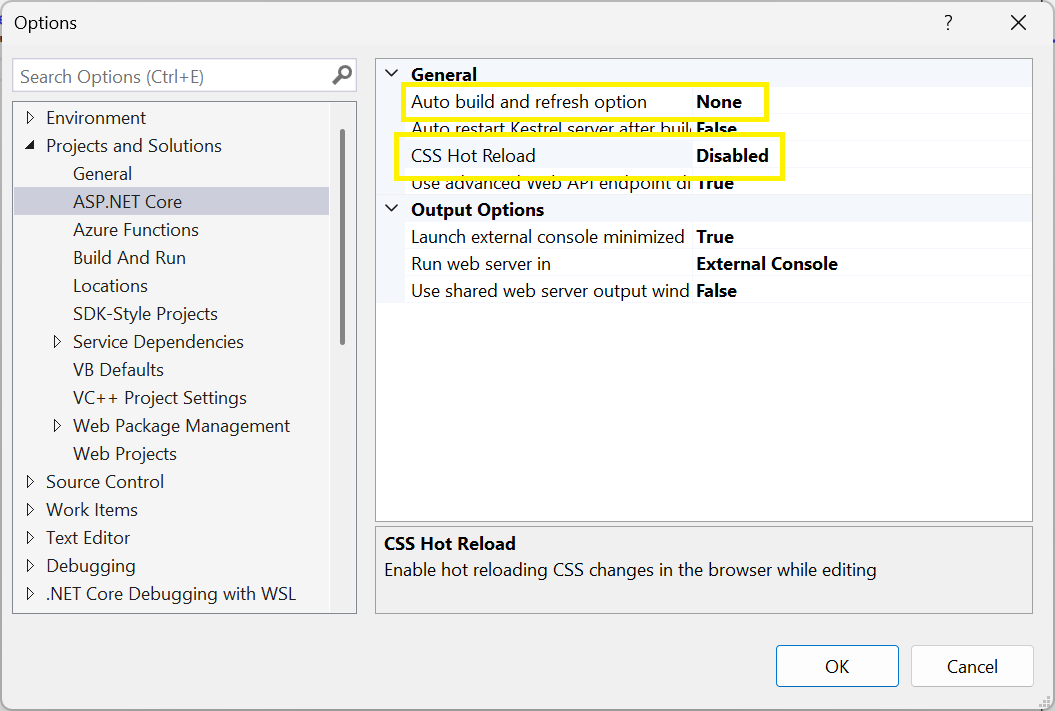 Options
?
Search Options (Ctrl+E)
Environment
Projects and Solutions
General
ASP.NET Core
Azure Functions
Build And Run
Locations
SDK-Style Projects
Service Dependencies
VB Defaults
VC++ Project Settings
Web Package Management
Web Projects
Source Control
Work Items
Text Editor
Debugging
.NET Core Debugging with WSL
General
Auto build and refresh option None
Auto restart Kestrel server after buil False
CSS Hot Reload Disabled
Use advanced Web API endpoint di True
Output Options
Launch external console minimized True
Run web server in External Console
Use shared web server output wind False
CSS Hot Reload
Enable hot reloading CSS changes in the browser while editing
OK Cancel